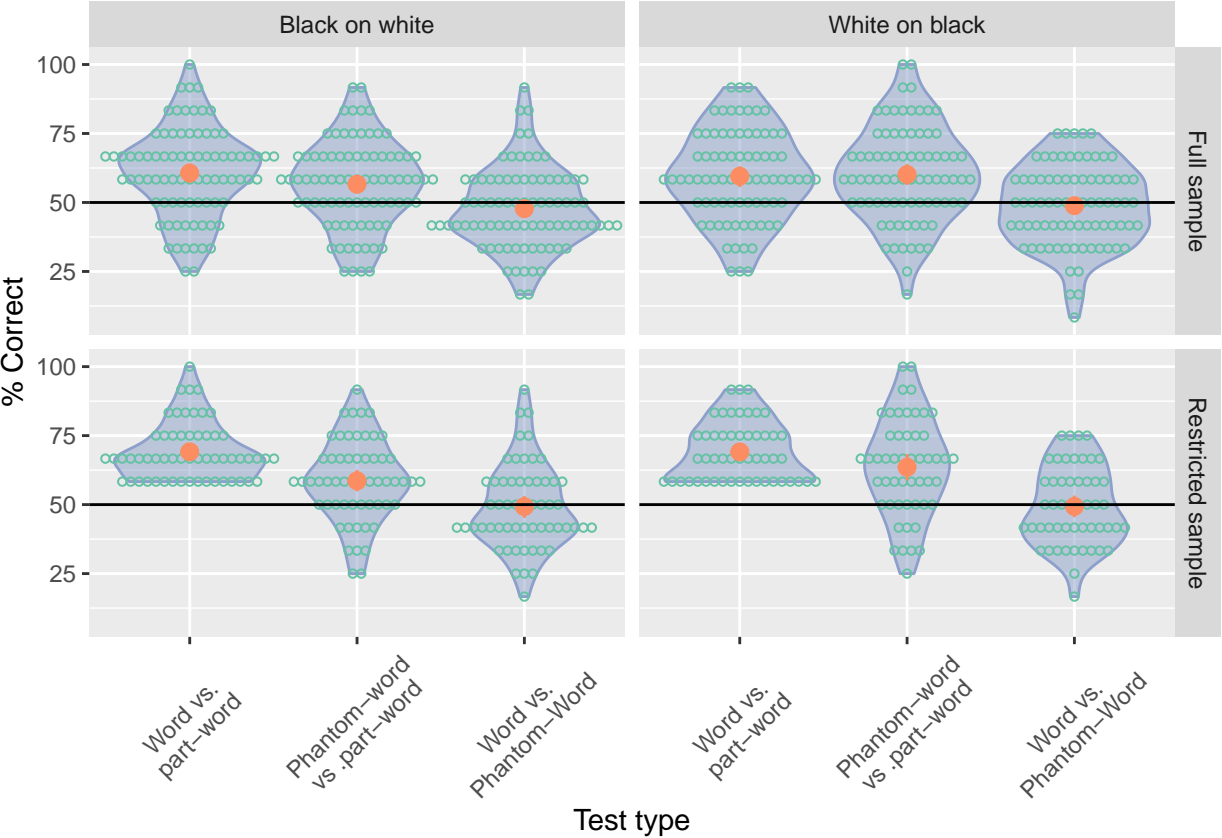 Black on white
White on black
100
75
50
25
Full sample
100
75
50
25
Restricted sample
% Correct
Word vs.
part−word
Phantom−word
vs .part−word
Word vs.
Phantom−Word
Word vs.
part−word
Phantom−word
vs .part−word
Word vs.
Phantom−Word
Test type